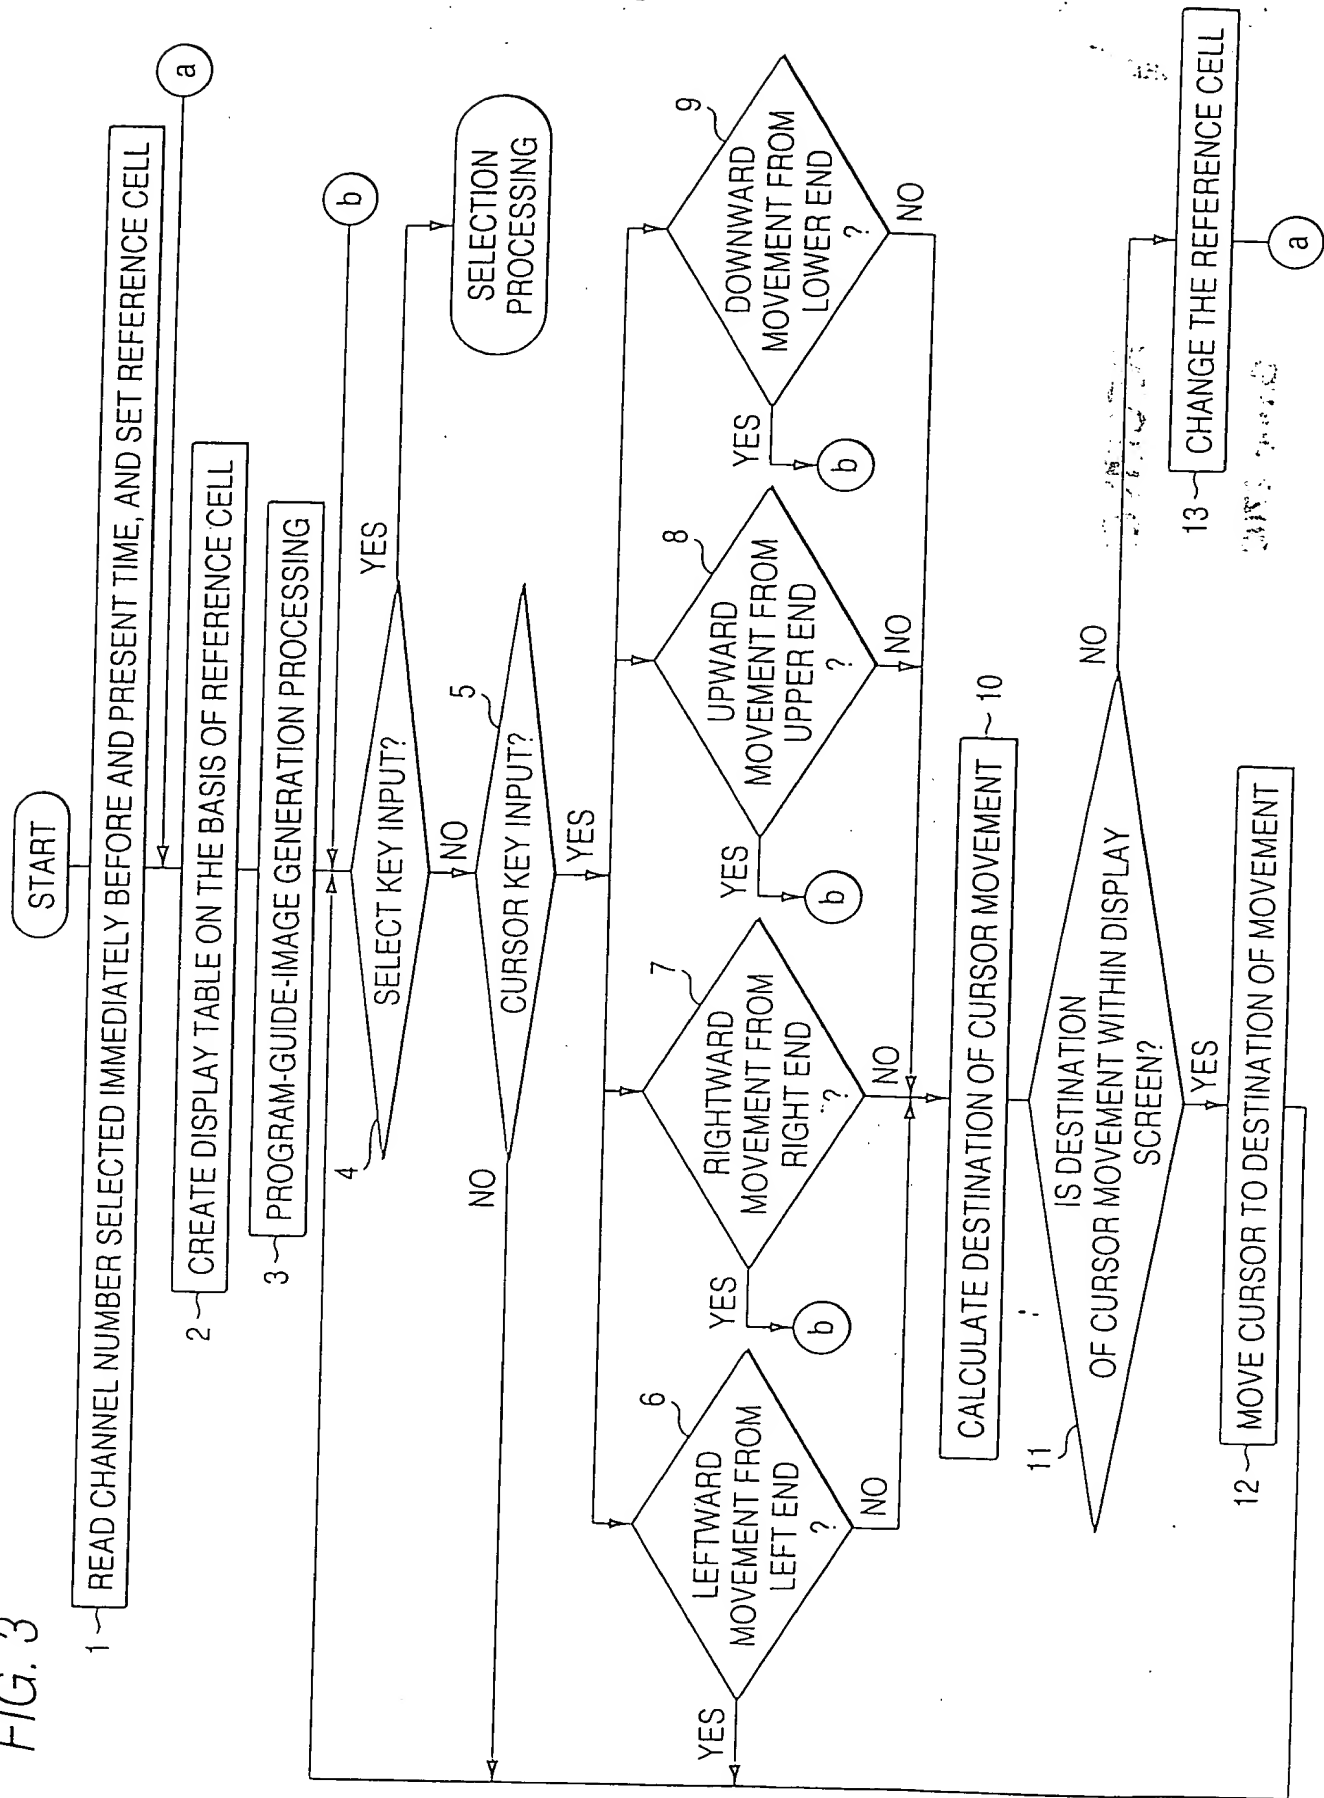 FIG. 3
START
1
READ CHANNEL NUMBER SELECTED IMMEDIATELY BEFORE AND PRESENT TIME, AND SET REFERENCE CELL
a
2
CREATE DISPLAY TABLE ON THE BASIS OF REFERENCE CELL
3
PROGRAM-GUIDE-IMAGE GENERATION PROCESSING
b
4
SELECT KEY INPUT?
YES
SELECTION
PROCESSING
NO
5
CURSOR KEY INPUT?
NO
YES
6
LEFTWARD
MOVEMENT FROM
LEFT END
?
YES
NO
7
RIGHTWARD
MOVEMENT FROM
RIGHT END
?
YES
b
NO
8
UPWARD
MOVEMENT FROM
UPPER END
?
YES
b
NO
9
DOWNWARD
MOVEMENT FROM
LOWER END
?
YES
b
NO
CALCULATE DESTINATION OF CURSOR MOVEMENT
10
11
IS DESTINATION
OF CURSOR MOVEMENT WITHIN DISPLAY
SCREEN?
NO
YES
12
MOVE CURSOR TO DESTINATION OF MOVEMENT
13
CHANGE THE REFERENCE CELL
a